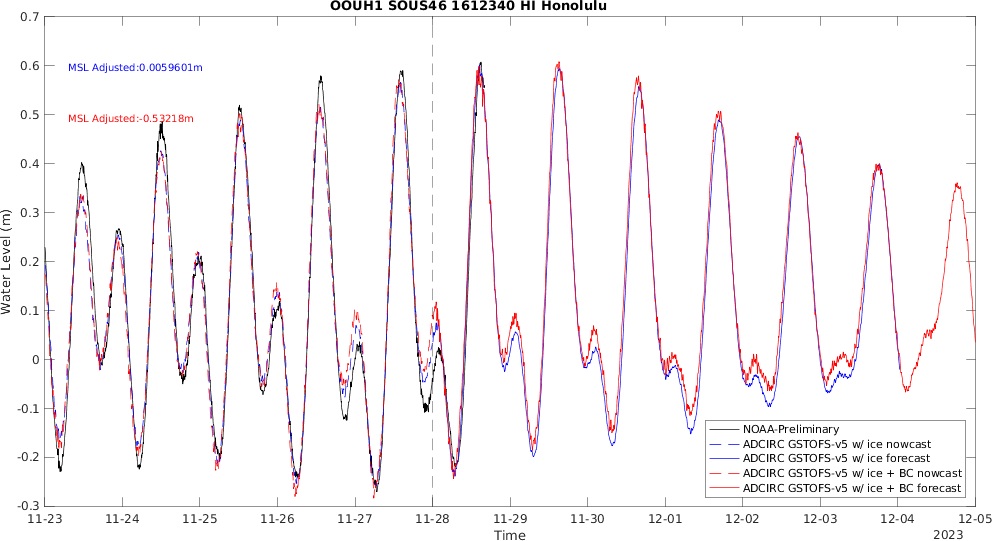 OOUH1 SOUS46 1612340 HI Honolulu
0.7
0.6
0.5
0.4
0.3
0.2
0.1
0
-0.1
-0.2
-0.3
Water Level (m)
MSL Adjusted:0.0059601m
MSL Adjusted:-0.53218m
NOAA-Preliminary
ADCIRC GSTOFS-v5 w/ ice nowcast
ADCIRC GSTOFS-v5 w/ ice forecast
ADCIRC GSTOFS-v5 w/ ice + BC nowcast
ADCIRC GSTOFS-v5 w/ ice + BC forecast
11-23 11-24 11-25 11-26 11-27 11-28 11-29 11-30 12-01 12-02 12-03 12-04 12-05
Time
2023